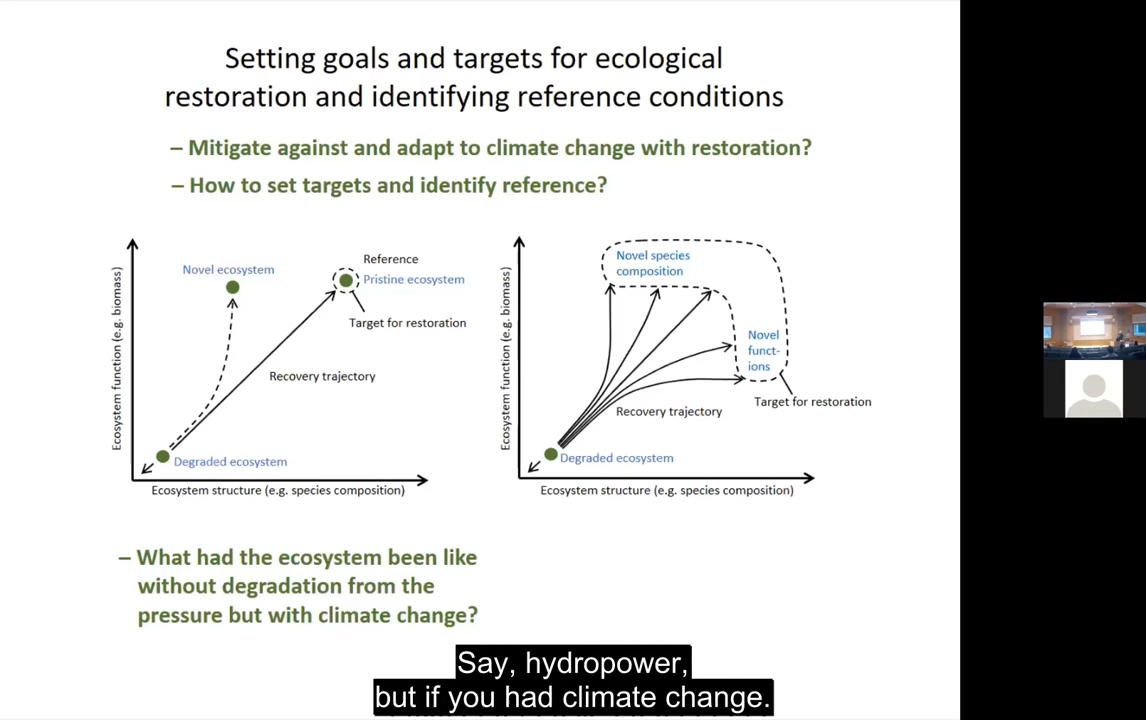 Setting goals and targets for ecological
restoration and identifying reference conditions
– Mitigate against and adapt to climate change with restoration?
– How to set targets and identify reference?
Ecosystem function (e.g. biomass)
Novel ecosystem
Reference
Pristine ecosystem
Target for restoration
Recovery trajectory
Degraded ecosystem
Ecosystem structure (e.g. species composition)
Ecosystem function (e.g. biomass)
Novel species
composition
Novel
funct-
ions
Target for restoration
Recovery trajectory
Degraded ecosystem
Ecosystem structure (e.g. species composition)
– What had the ecosystem been like
without degradation from the
pressure but with climate change?
Say, hydropower,
but if you had climate change.